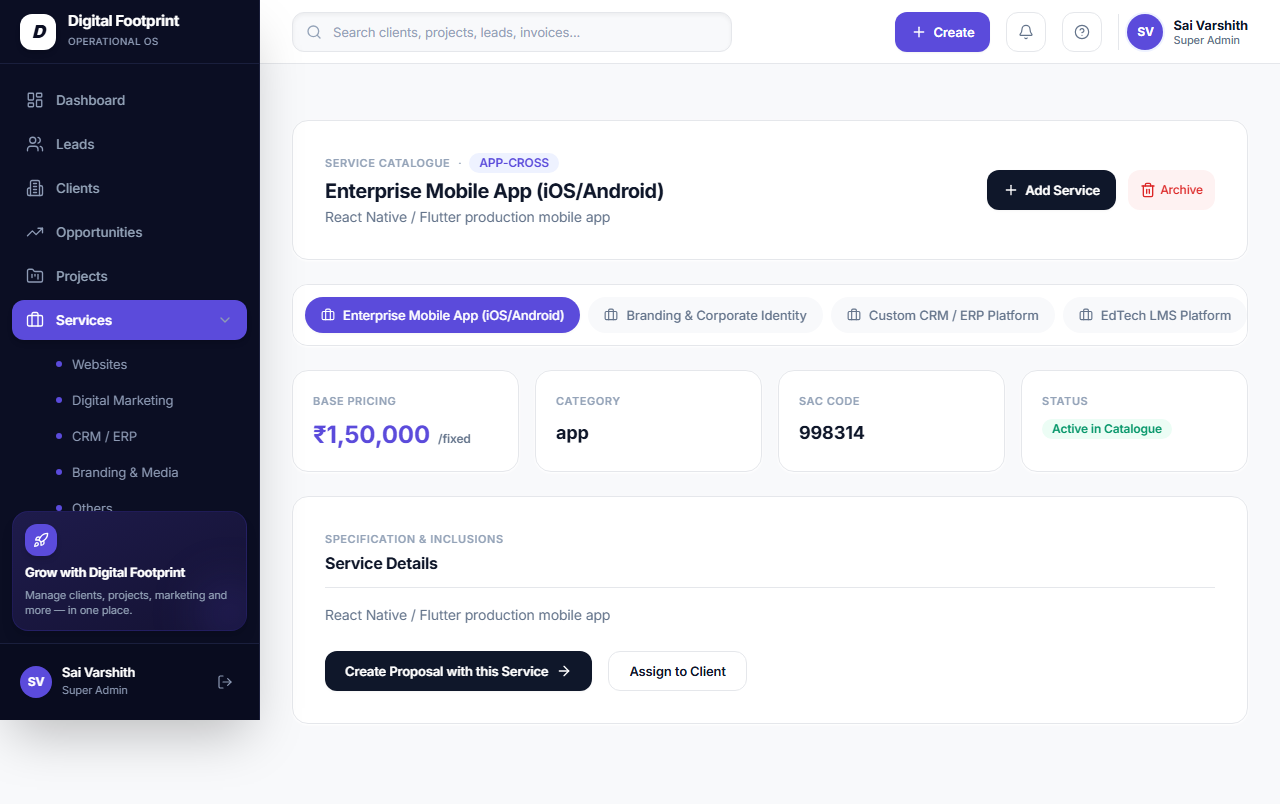 D
Digital Footprint
OPERATIONAL OS
Search clients, projects, leads, invoices...
Create
SV
Sai Varshith
Super Admin
Dashboard
Leads
Clients
Opportunities
Projects
Services
Websites
Digital Marketing
CRM / ERP
Branding & Media
Others
Grow with Digital Footprint
Manage clients, projects, marketing and
more — in one place.
SV
Sai Varshith
Super Admin
SERVICE CATALOGUE · APP-CROSS
Enterprise Mobile App (iOS/Android)
React Native / Flutter production mobile app
Add Service
Archive
Enterprise Mobile App (iOS/Android)
Branding & Corporate Identity
Custom CRM / ERP Platform
EdTech LMS Platform
BASE PRICING
₹1,50,000 /fixed
CATEGORY
app
SAC CODE
998314
STATUS
Active in Catalogue
SPECIFICATION & INCLUSIONS
Service Details
React Native / Flutter production mobile app
Create Proposal with this Service
Assign to Client